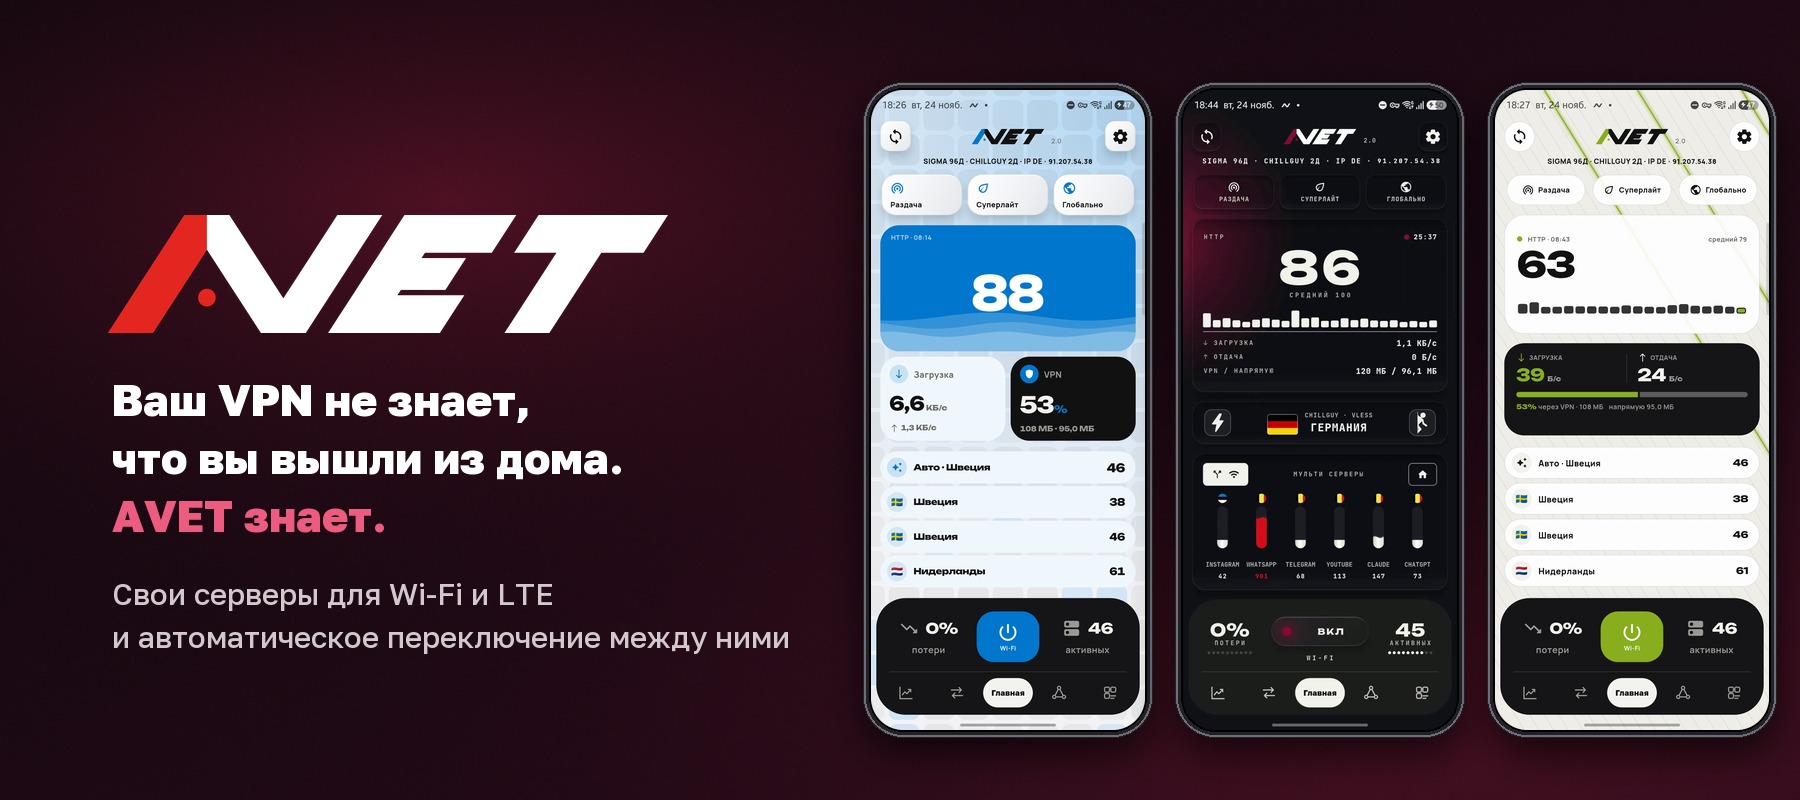 AVET
Ваш VPN не знает,
что вы вышли из дома.
AVET знает.
Свои серверы для Wi-Fi и LTE
и автоматическое переключение между ними
18:26 вт, 24 нояб.
47
AVET 2.0
SIGMA 96Д · CHILLGUY 2Д · IP DE · 91.207.54.38
Раздача Суперлайт Глобально
HTTP · 08:14
88
Загрузка VPN
6,6 КБ/с 53%
↑ 1,3 КБ/с 108 МБ · 95,0 МБ
Авто · Швеция 46
Швеция 38
Швеция 46
Нидерланды 61
0% 46
потери Wi-Fi активных
Главная
18:44 вт, 24 нояб.
AVET 2.0
SIGMA 96Д · CHILLGUY 2Д · IP DE · 91.207.54.38
РАЗДАЧА СУПЕРЛАЙТ ГЛОБАЛЬНО
HTTP 25:37
86
СРЕДНИЙ 100
↓ ЗАГРУЗКА 1,1 КБ/с
↑ ОТДАЧА 0 Б/с
VPN / НАПРЯМУЮ 120 МБ / 96,1 МБ
CHILLGUY · VLESS
ГЕРМАНИЯ
МУЛЬТИ СЕРВЕРЫ
INSTAGRAM WHATSAPP TELEGRAM YOUTUBE CLAUDE CHATGPT
42 901 68 113 147 73
0% ВКЛ 45
ПОТЕРИ АКТИВНЫХ
WI-FI
Главная
18:27 вт, 24 нояб.
47
AVET 2.0
SIGMA 96Д · CHILLGUY 2Д · IP DE · 91.207.54.38
Раздача Суперлайт Глобально
HTTP · 08:43 средний 79
63
↓ ЗАГРУЗКА ↑ ОТДАЧА
39 Б/с 24 Б/с
53% через VPN · 108 МБ напрямую 95,0 МБ
Авто · Швеция 46
Швеция 38
Швеция 46
Нидерланды 61
0% 46
потери Wi-Fi активных
Главная